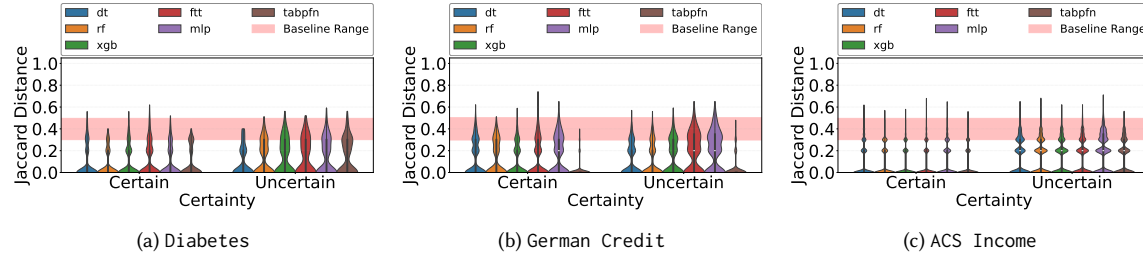 dt ftt tabpfn
rf mlp Baseline Range
xgb
Jaccard Distance
1.0
0.8
0.6
0.4
0.2
0.0
Certain Uncertain
Certainty
(a) Diabetes
dt ftt tabpfn
rf mlp Baseline Range
xgb
Jaccard Distance
1.0
0.8
0.6
0.4
0.2
0.0
Certain Uncertain
Certainty
(b) German Credit
dt ftt tabpfn
rf mlp Baseline Range
xgb
Jaccard Distance
1.0
0.8
0.6
0.4
0.2
0.0
Certain Uncertain
Certainty
(c) ACS Income